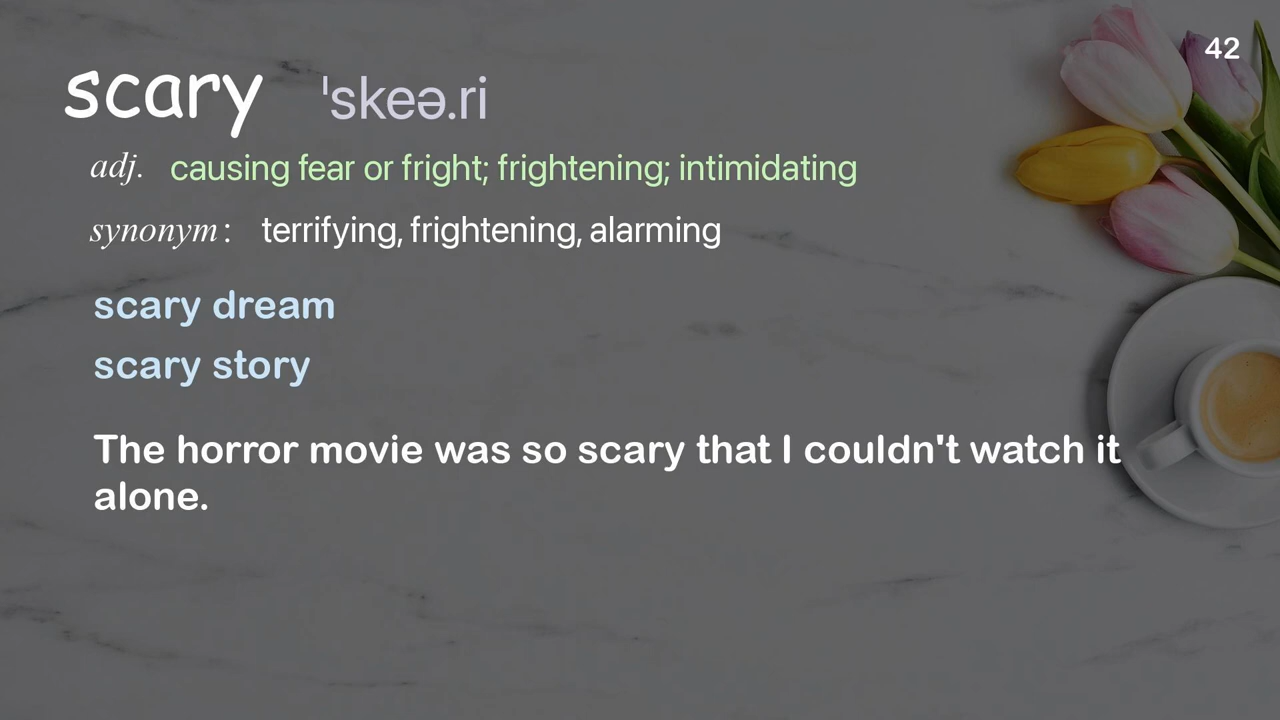 42
scary ˈskeə.ri
adj. causing fear or fright; frightening; intimidating
synonym: terrifying, frightening, alarming
scary dream
scary story
The horror movie was so scary that I couldn't watch it
alone.